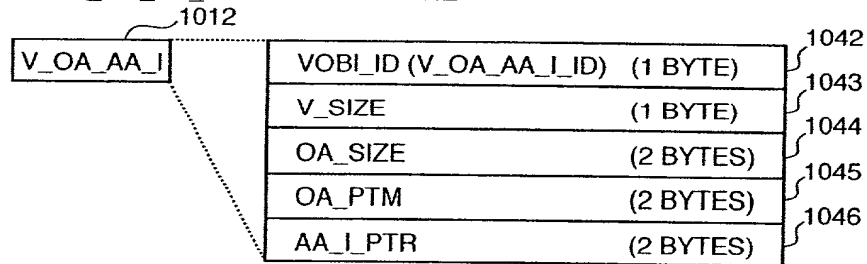 1012
V_OA_AA_I
VOBI_ID (V_OA_AA_I_ID) (1 BYTE) 1042
V_SIZE (1 BYTE) 1043
OA_SIZE (2 BYTES) 1044
OA_PTM (2 BYTES) 1045
AA_I_PTR (2 BYTES) 1046